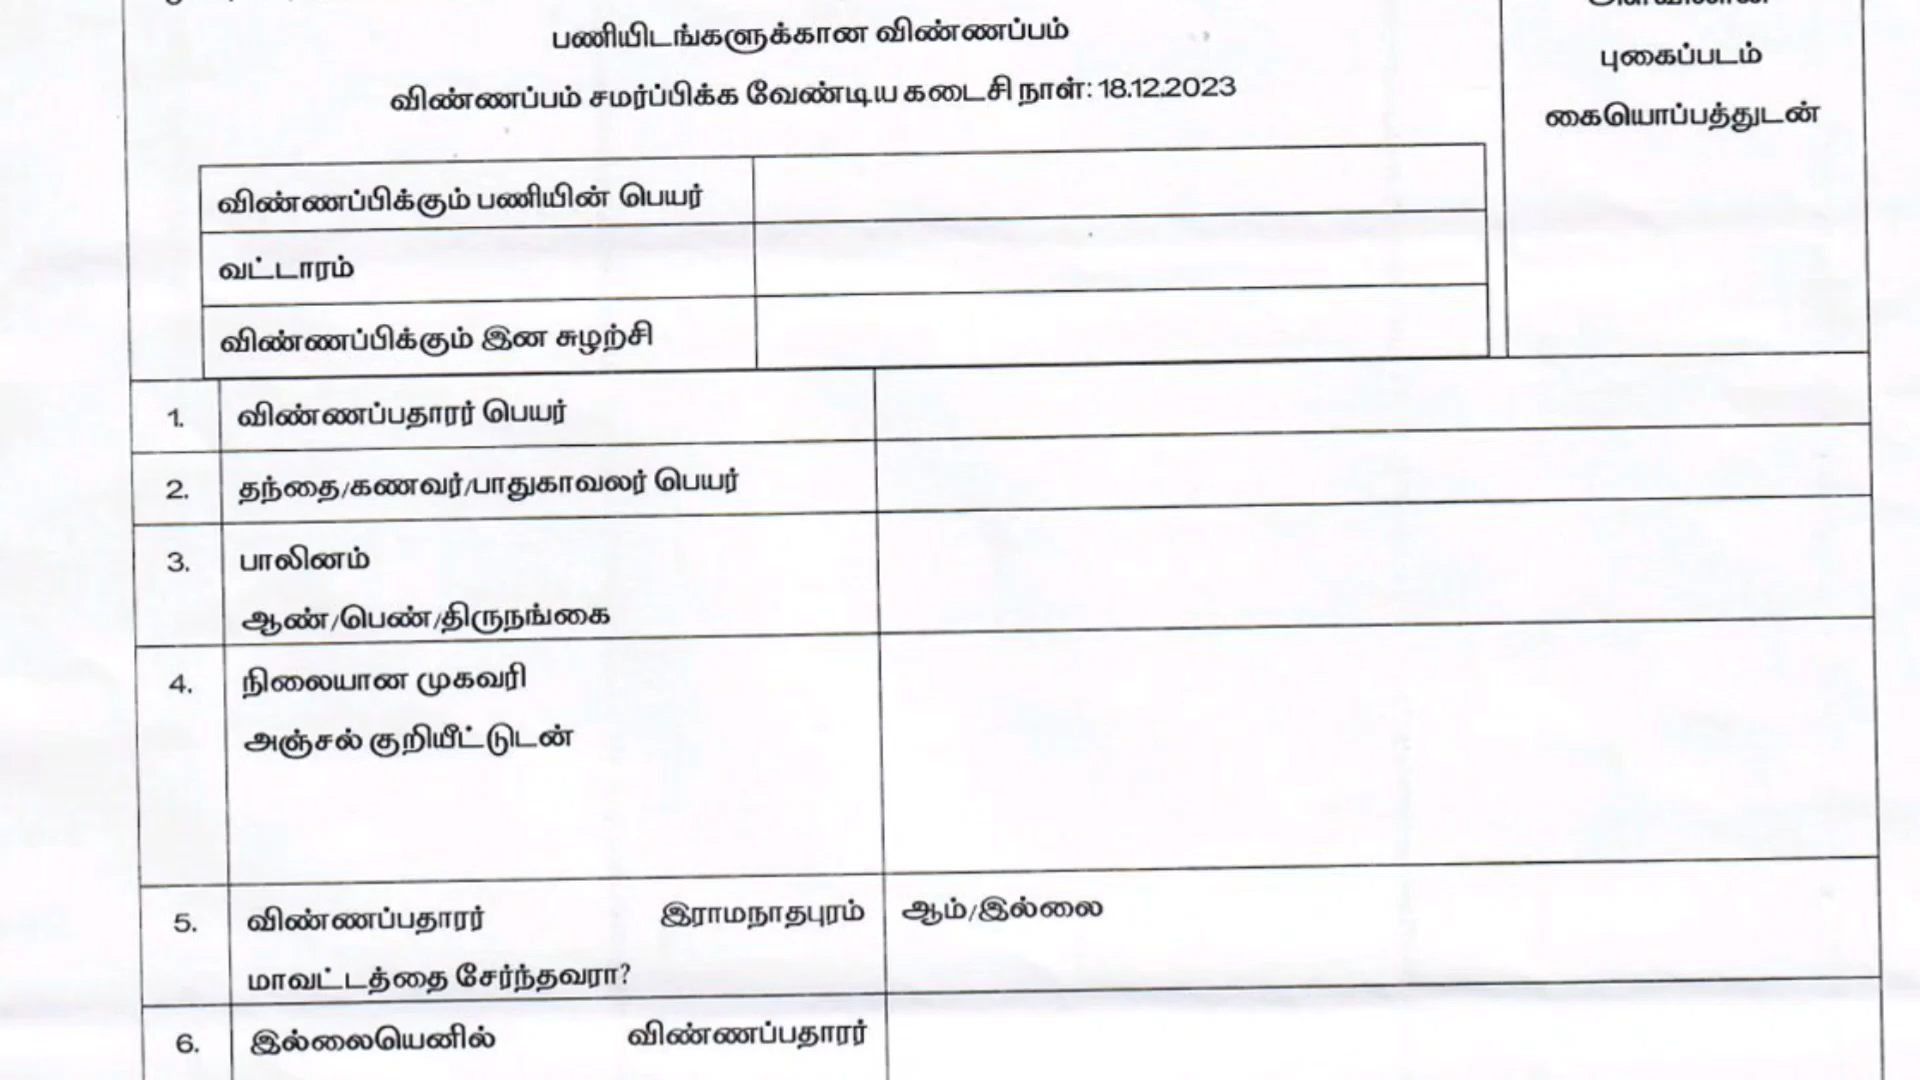 பணியிடங்களுக்கான விண்ணப்பம்
விண்ணப்பம் சமர்ப்பிக்க வேண்டிய கடைசி நாள்: 18.12.2023
புகைப்படம்
கையொப்பத்துடன்
விண்ணப்பிக்கும் பணியின் பெயர்
வட்டாரம்
விண்ணப்பிக்கும் இன சுழற்சி
1. விண்ணப்பதாரர் பெயர்
2. தந்தை/கணவர்/பாதுகாவலர் பெயர்
3. பாலினம்
ஆண்/பெண்/திருநங்கை
4. நிலையான முகவரி
அஞ்சல் குறியீட்டுடன்
5. விண்ணப்பதாரர் இராமநாதபுரம் ஆம்/இல்லை
மாவட்டத்தை சேர்ந்தவரா?
6. இல்லையெனில் விண்ணப்பதாரர்